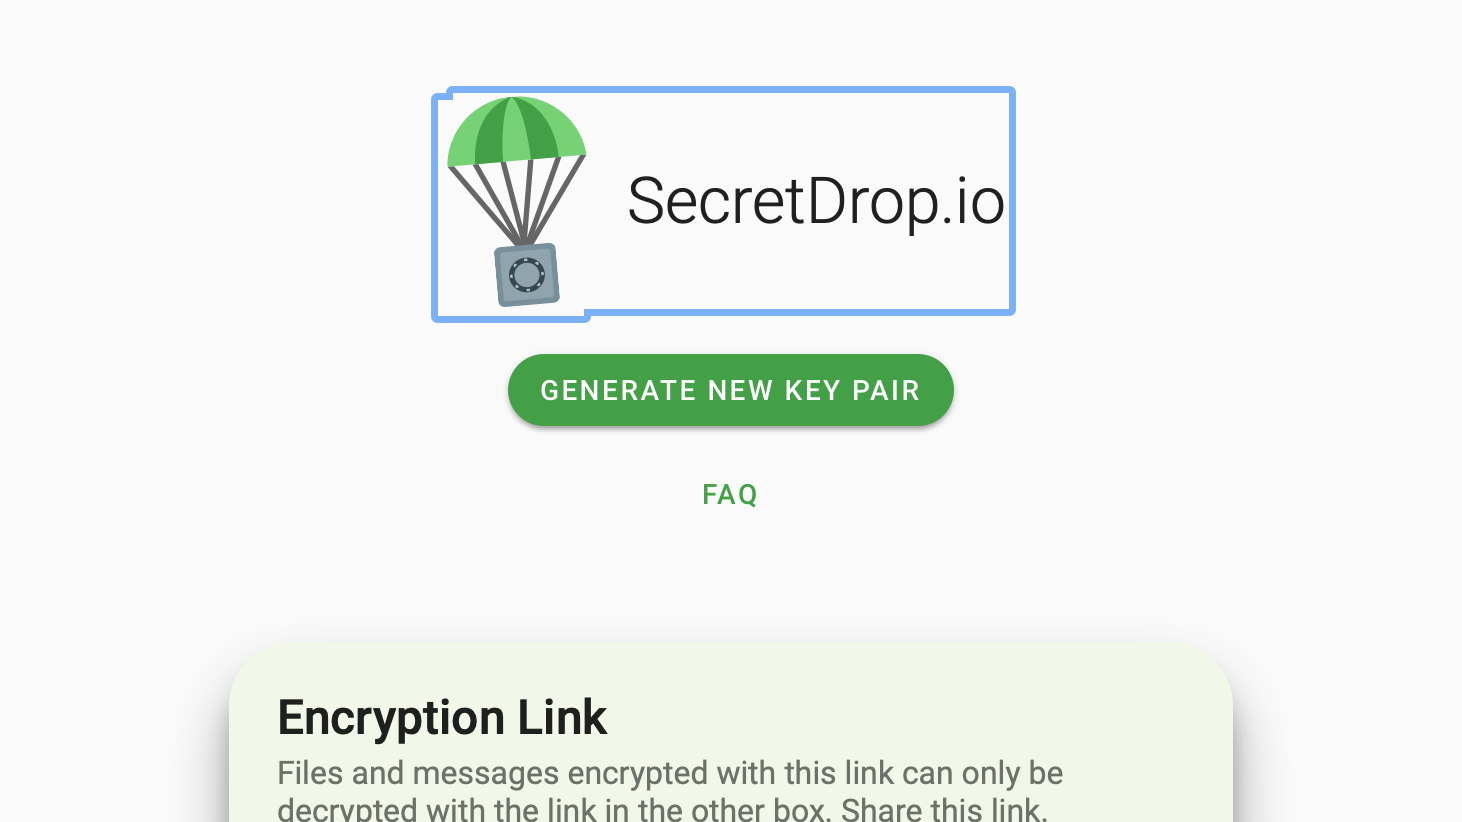 SecretDrop.io
GENERATE NEW KEY PAIR
FAQ
Encryption Link
Files and messages encrypted with this link can only be
decrypted with the link in the other box. Share this link.